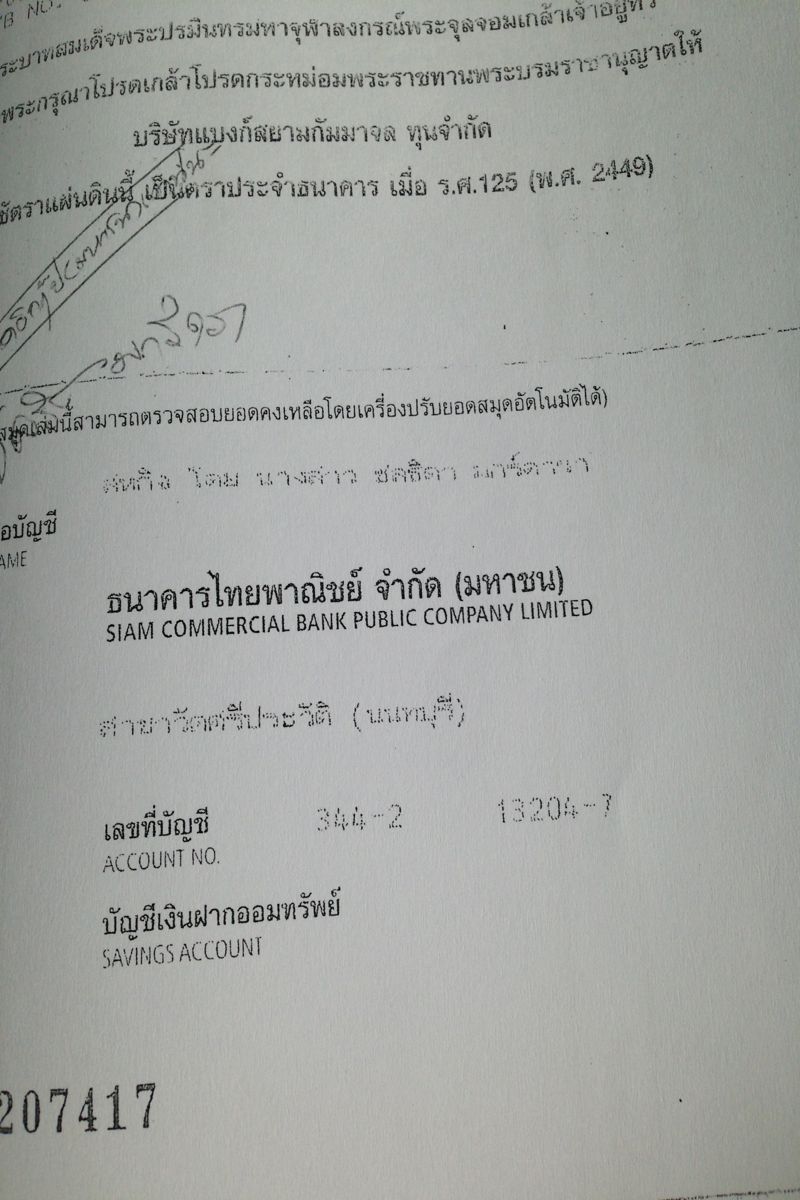 B NO.
ระบาทสมเด็จพระปรมินทรมหาจุฬาลงกรณ์พระจุลจอมเกล้าเจ้าอยู่หัว
พระกรุณาโปรดเกล้าโปรดกระหม่อมพระราชทานพระบรมราชานุญาตให้
บริษัทแบงก์สยามกัมมาจล ทุนจำกัด
ชัตราแผ่นดินนี้ เป็นตราประจำธนาคาร เมื่อ ร.ศ.125 (พ.ศ. 2449)
สมุดเล่มนี้สามารถตรวจสอบยอดคงเหลือโดยเครื่องปรับยอดสมุดอัตโนมัติได้)
โดย นางสาว
อบัญชี
AME
ธนาคารไทยพาณิชย์ จำกัด (มหาชน)
SIAM COMMERCIAL BANK PUBLIC COMPANY LIMITED
สาขาวัดศรีประวัติ (นนทบุรี)
เลขที่บัญชี 344-2 13204-7
ACCOUNT NO.
บัญชีเงินฝากออมทรัพย์
SAVINGS ACCOUNT
207417